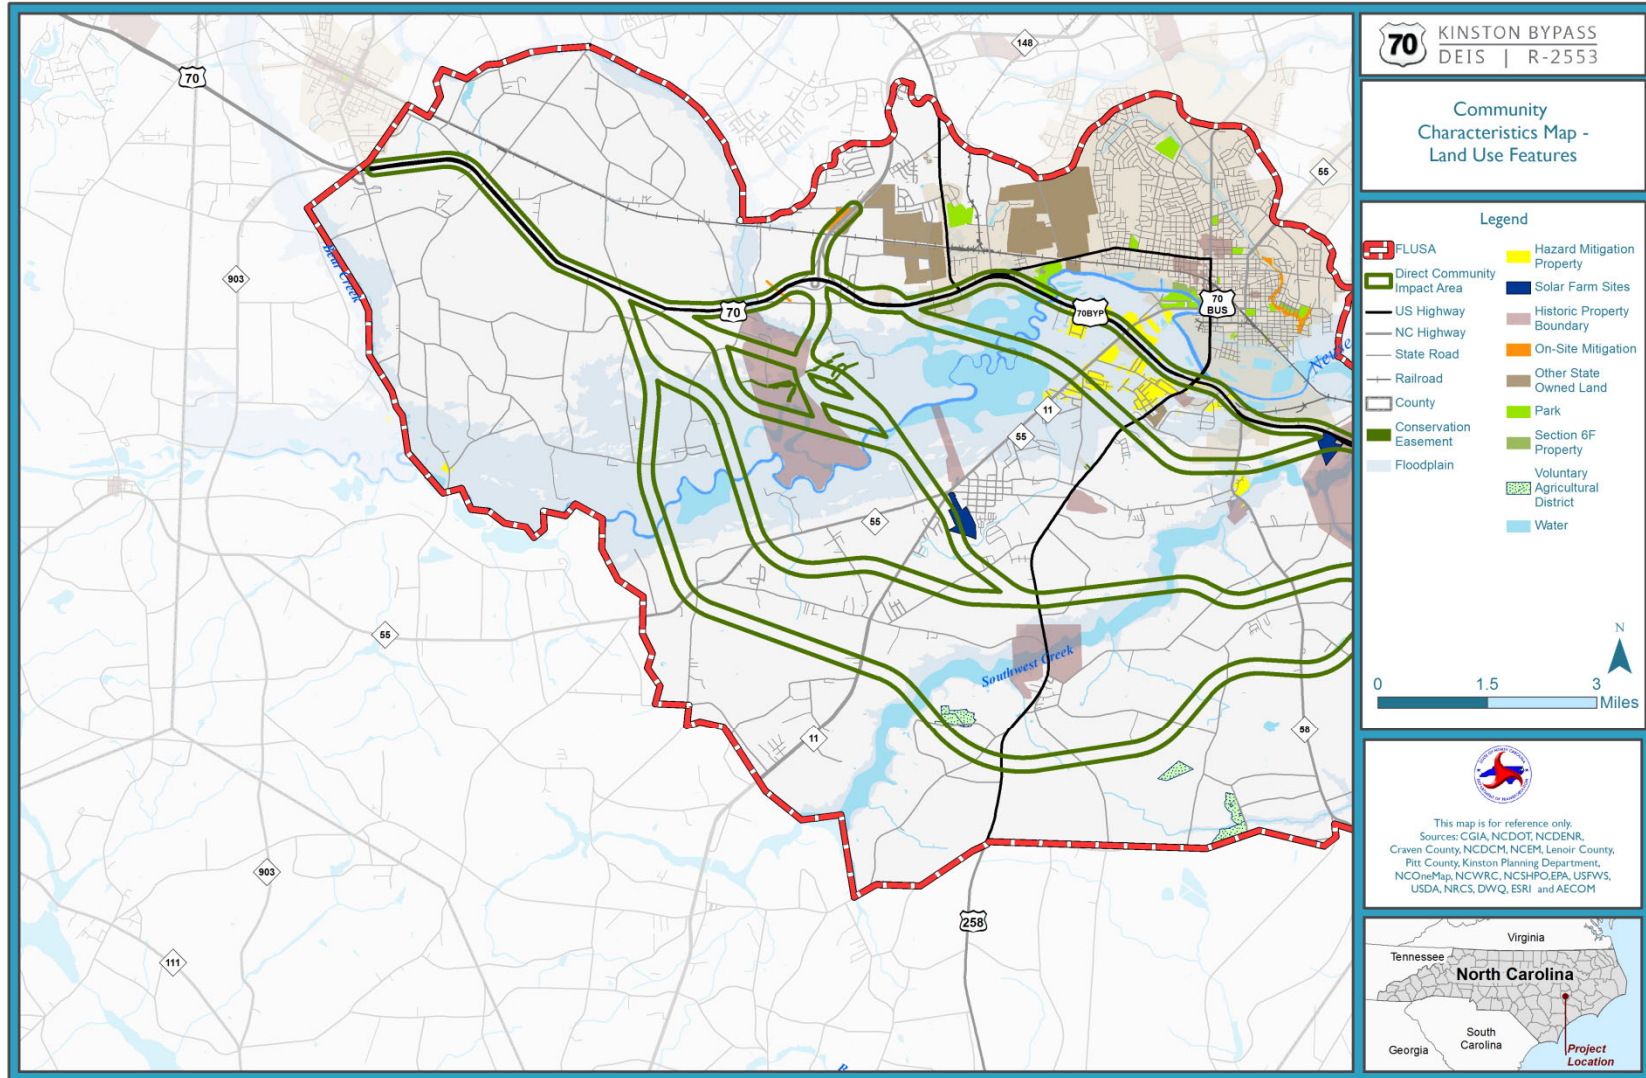 70
KINSTON BYPASS
DEIS | R-2553
Community
Characteristics Map -
Land Use Features
Legend
FLUSA
Direct Community
Impact Area
US Highway
NC Highway
State Road
Railroad
County
Conservation
Easement
Floodplain
Hazard Mitigation
Property
Solar Farm Sites
Historic Property
Boundary
On-Site Mitigation
Other State
Owned Land
Park
Section 6F
Property
Voluntary
Agricultural
District
Water
N
0 1.5 3
Miles
This map is for reference only.
Sources: CGIA, NCDOT, NCDENR,
Craven County, NCDCM, NCEM, Lenoir County,
Pitt County, Kinston Planning Department,
NCOneMap, NCWRC, NCSHPO,EPA, USFWS,
USDA, NRCS, DWQ, ESRI and AECOM
Virginia
Tennessee
North Carolina
South
Carolina
Georgia
Project
Location
148
70
55
903
Bear Creek
70
70BYP
70
BUS
11
55
55
55
Southwest Creek
11
58
903
258
111